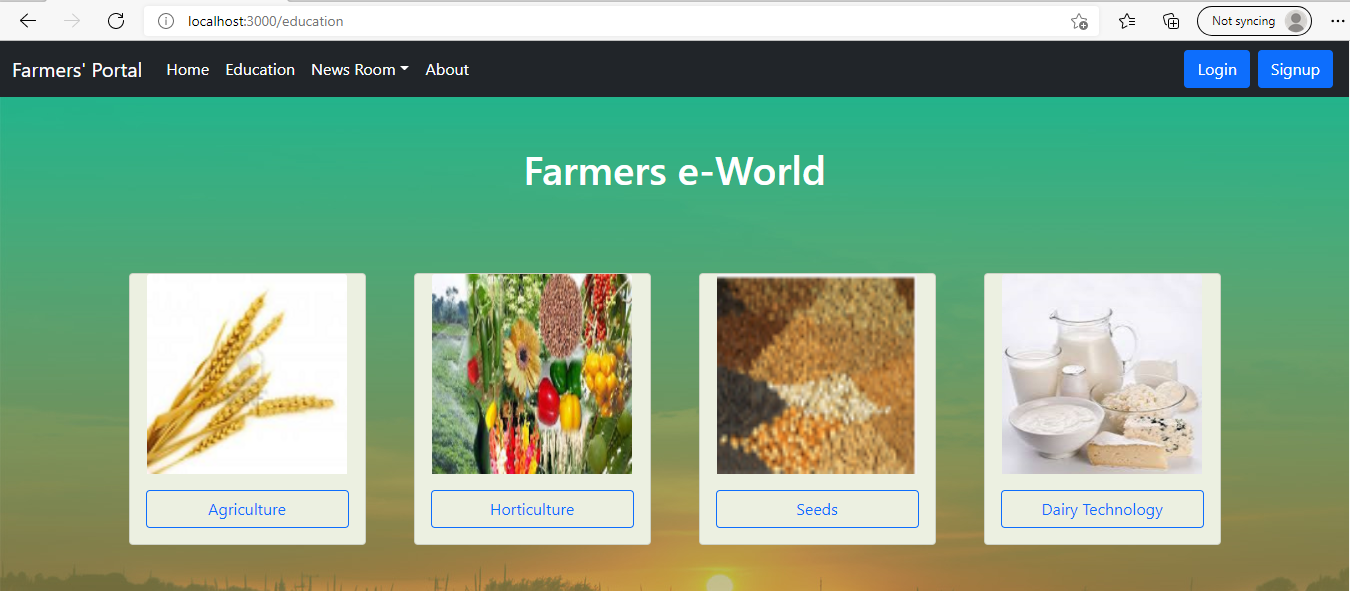 localhost:3000/education
Not syncing
Farmers' Portal Home Education News Room About Login Signup
Farmers e-World
Agriculture Horticulture Seeds Dairy Technology